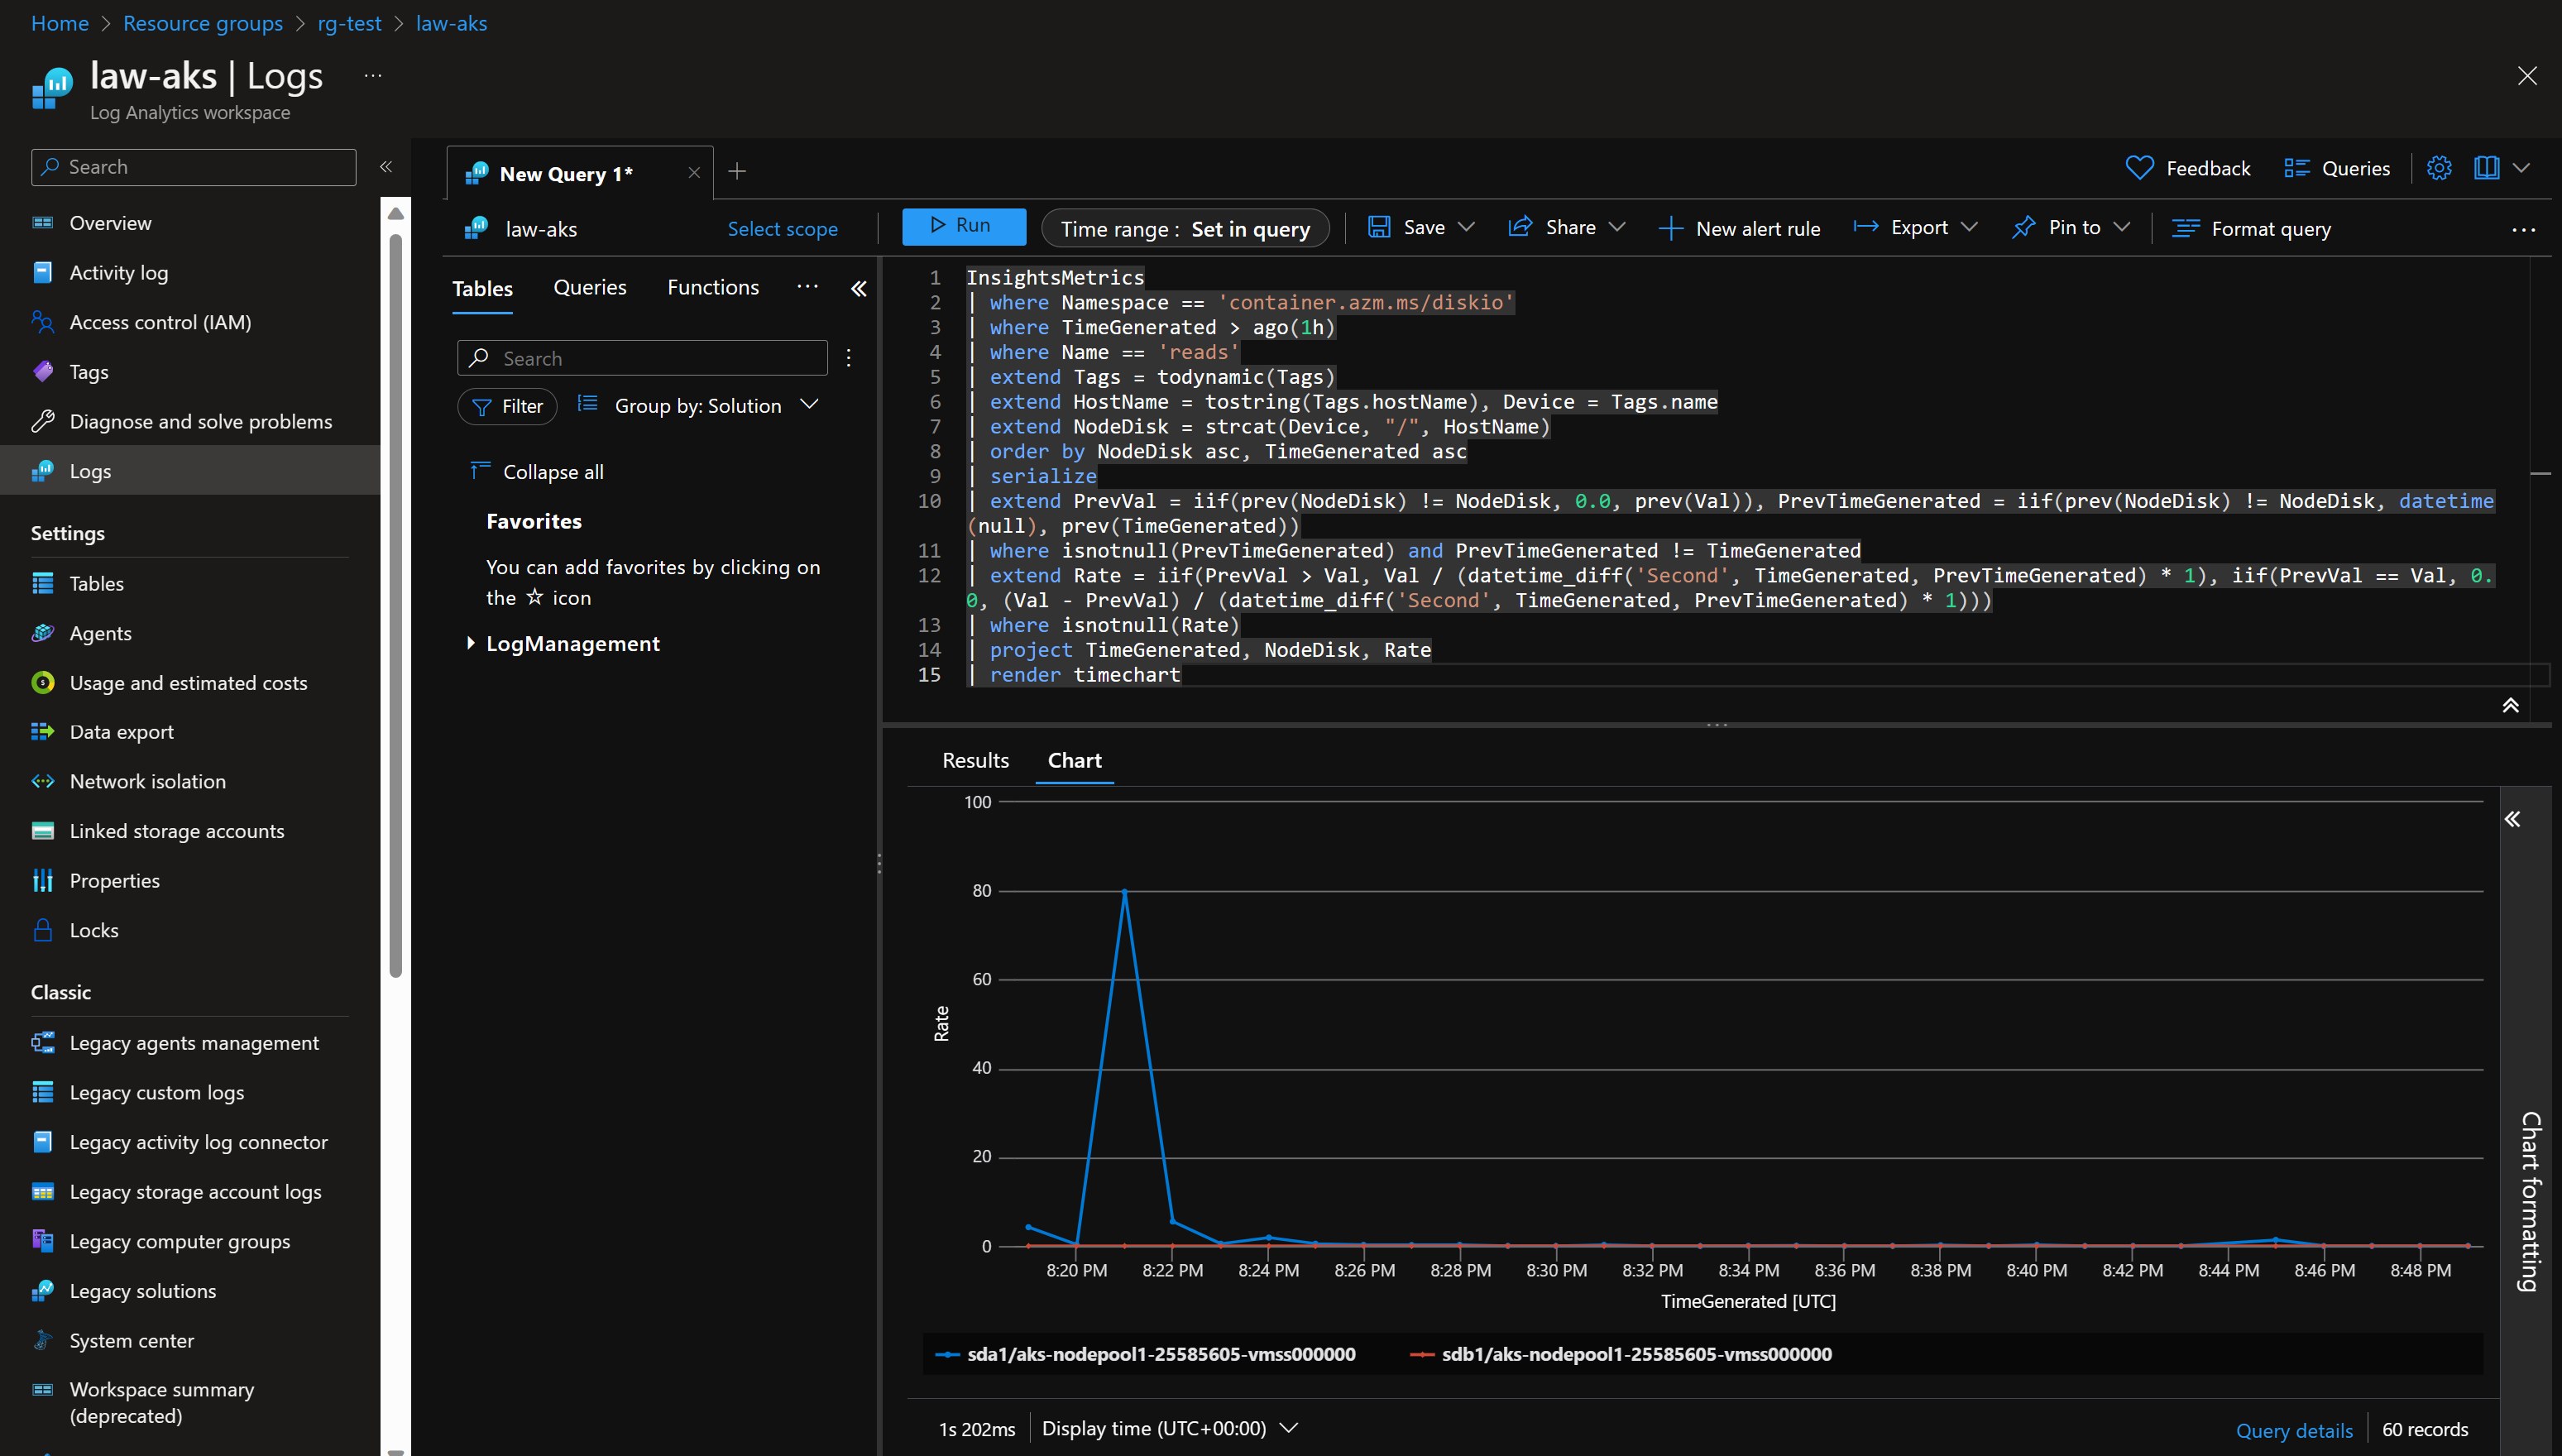 Home > Resource groups > rg-test > law-aks
law-aks | Logs ...
Log Analytics workspace
Search
Overview
Activity log
Access control (IAM)
Tags
Diagnose and solve problems
Logs
Settings
Tables
Agents
Usage and estimated costs
Data export
Network isolation
Linked storage accounts
Properties
Locks
Classic
Legacy agents management
Legacy custom logs
Legacy activity log connector
Legacy storage account logs
Legacy computer groups
Legacy solutions
System center
Workspace summary
(deprecated)
New Query 1*
Feedback
Queries
law-aks
Select scope
Run
Time range : Set in query
Save
Share
New alert rule
Export
Pin to
Format query
Tables
Queries
Functions
Search
Filter
Group by: Solution
Collapse all
Favorites
You can add favorites by clicking on
the ☆ icon
LogManagement
1 InsightsMetrics
2 | where Namespace == 'container.azm.ms/diskio'
3 | where TimeGenerated > ago(1h)
4 | where Name == 'reads'
5 | extend Tags = todynamic(Tags)
6 | extend HostName = tostring(Tags.hostName), Device = Tags.name
7 | extend NodeDisk = strcat(Device, "/", HostName)
8 | order by NodeDisk asc, TimeGenerated asc
9 | serialize
10 | extend PrevVal = iif(prev(NodeDisk) != NodeDisk, 0.0, prev(Val)), PrevTimeGenerated = iif(prev(NodeDisk) != NodeDisk, datetime
(null), prev(TimeGenerated))
11 | where isnotnull(PrevTimeGenerated) and PrevTimeGenerated != TimeGenerated
12 | extend Rate = iif(PrevVal > Val, Val / (datetime_diff('Second', TimeGenerated, PrevTimeGenerated) * 1), iif(PrevVal == Val, 0.
0, (Val - PrevVal) / (datetime_diff('Second', TimeGenerated, PrevTimeGenerated) * 1)))
13 | where isnotnull(Rate)
14 | project TimeGenerated, NodeDisk, Rate
15 | render timechart
Results
Chart
100
80
60
40
20
0
Rate
8:20 PM 8:22 PM 8:24 PM 8:26 PM 8:28 PM 8:30 PM 8:32 PM 8:34 PM 8:36 PM 8:38 PM 8:40 PM 8:42 PM 8:44 PM 8:46 PM 8:48 PM
TimeGenerated [UTC]
sda1/aks-nodepool1-25585605-vmss000000
sdb1/aks-nodepool1-25585605-vmss000000
Chart formatting
1s 202ms
Display time (UTC+00:00)
Query details
60 records